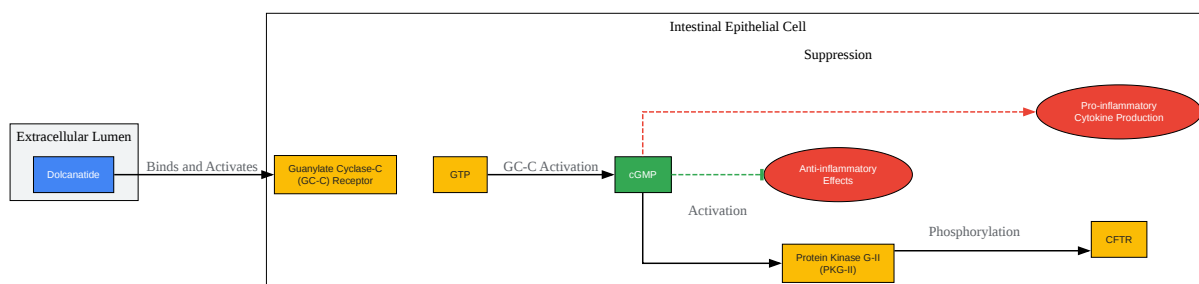 Intestinal Epithelial Cell
Suppression
Pro-inflammatory
Cytokine Production
Extracellular Lumen
Dolcanatide
Binds and Activates
Guanylate Cyclase-C
(GC-C) Receptor
GTP
GC-C Activation
cGMP
Anti-inflammatory
Effects
Activation
Protein Kinase G-II
(PKG-II)
Phosphorylation
CFTR